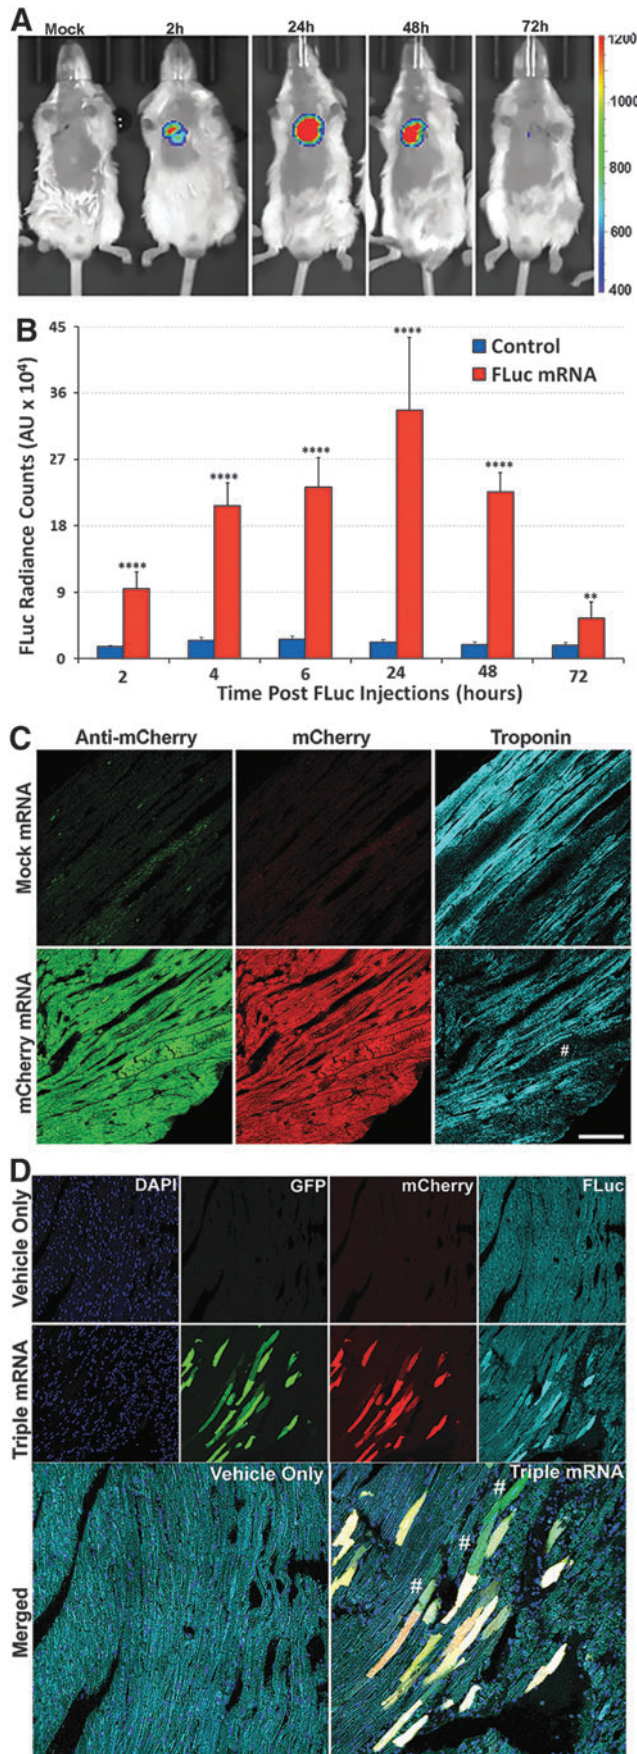 A
Mock 2h 24h 48h 72h
1200
1000
800
600
400
B
FLuc Radiance Counts (AU x 10⁴)
45
36
27
18
9
0
Control
FLuc mRNA
****
****
****
****
****
**
2 4 6 24 48 72
Time Post FLuc Injections (hours)
C
Anti-mCherry mCherry Troponin
Mock mRNA
mCherry mRNA
#
D
Vehicle Only
DAPI GFP mCherry FLuc
Triple mRNA
Merged
Vehicle Only Triple mRNA
#
#
#